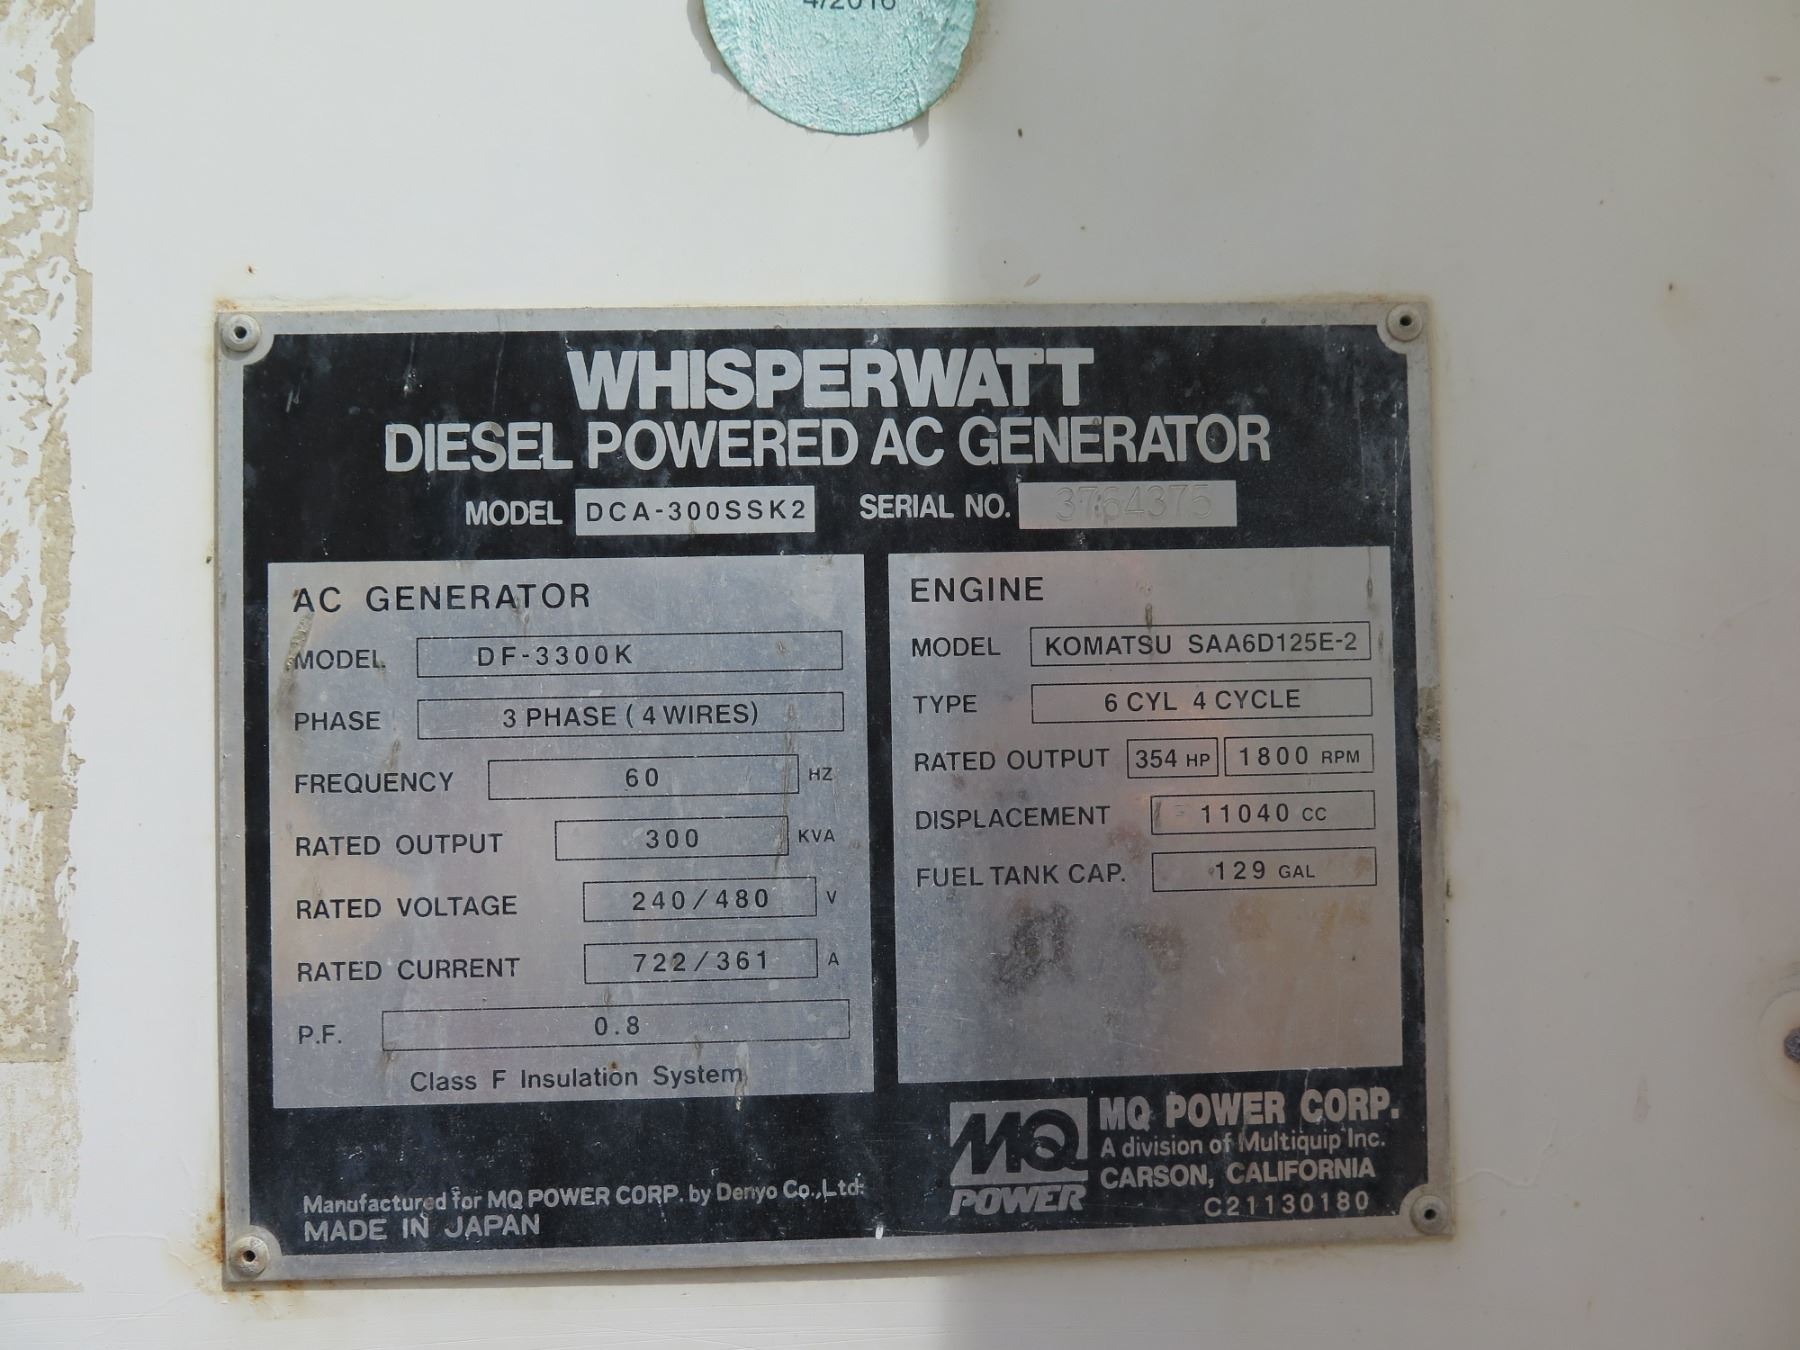 4/2016
WHISPERWATT
DIESEL POWERED AC GENERATOR
MODEL DCA-300SSK2 SERIAL NO. 3764375
AC GENERATOR
MODEL DF-3300K
PHASE 3 PHASE ( 4 WIRES)
FREQUENCY 60 HZ
RATED OUTPUT 300 KVA
RATED VOLTAGE 240/480 V
RATED CURRENT 722/361 A
P.F. 0.8
Class F Insulation System
ENGINE
MODEL KOMATSU SAA6D125E-2
TYPE 6 CYL 4 CYCLE
RATED OUTPUT 354 HP 1800 RPM
DISPLACEMENT 11040 CC
FUEL TANK CAP. 129 GAL
Manufactured for MQ POWER CORP. by Denyo Co.,Ltd.
MADE IN JAPAN
MQ
POWER
MQ POWER CORP.
A division of Multiquip Inc.
CARSON, CALIFORNIA
C21130180